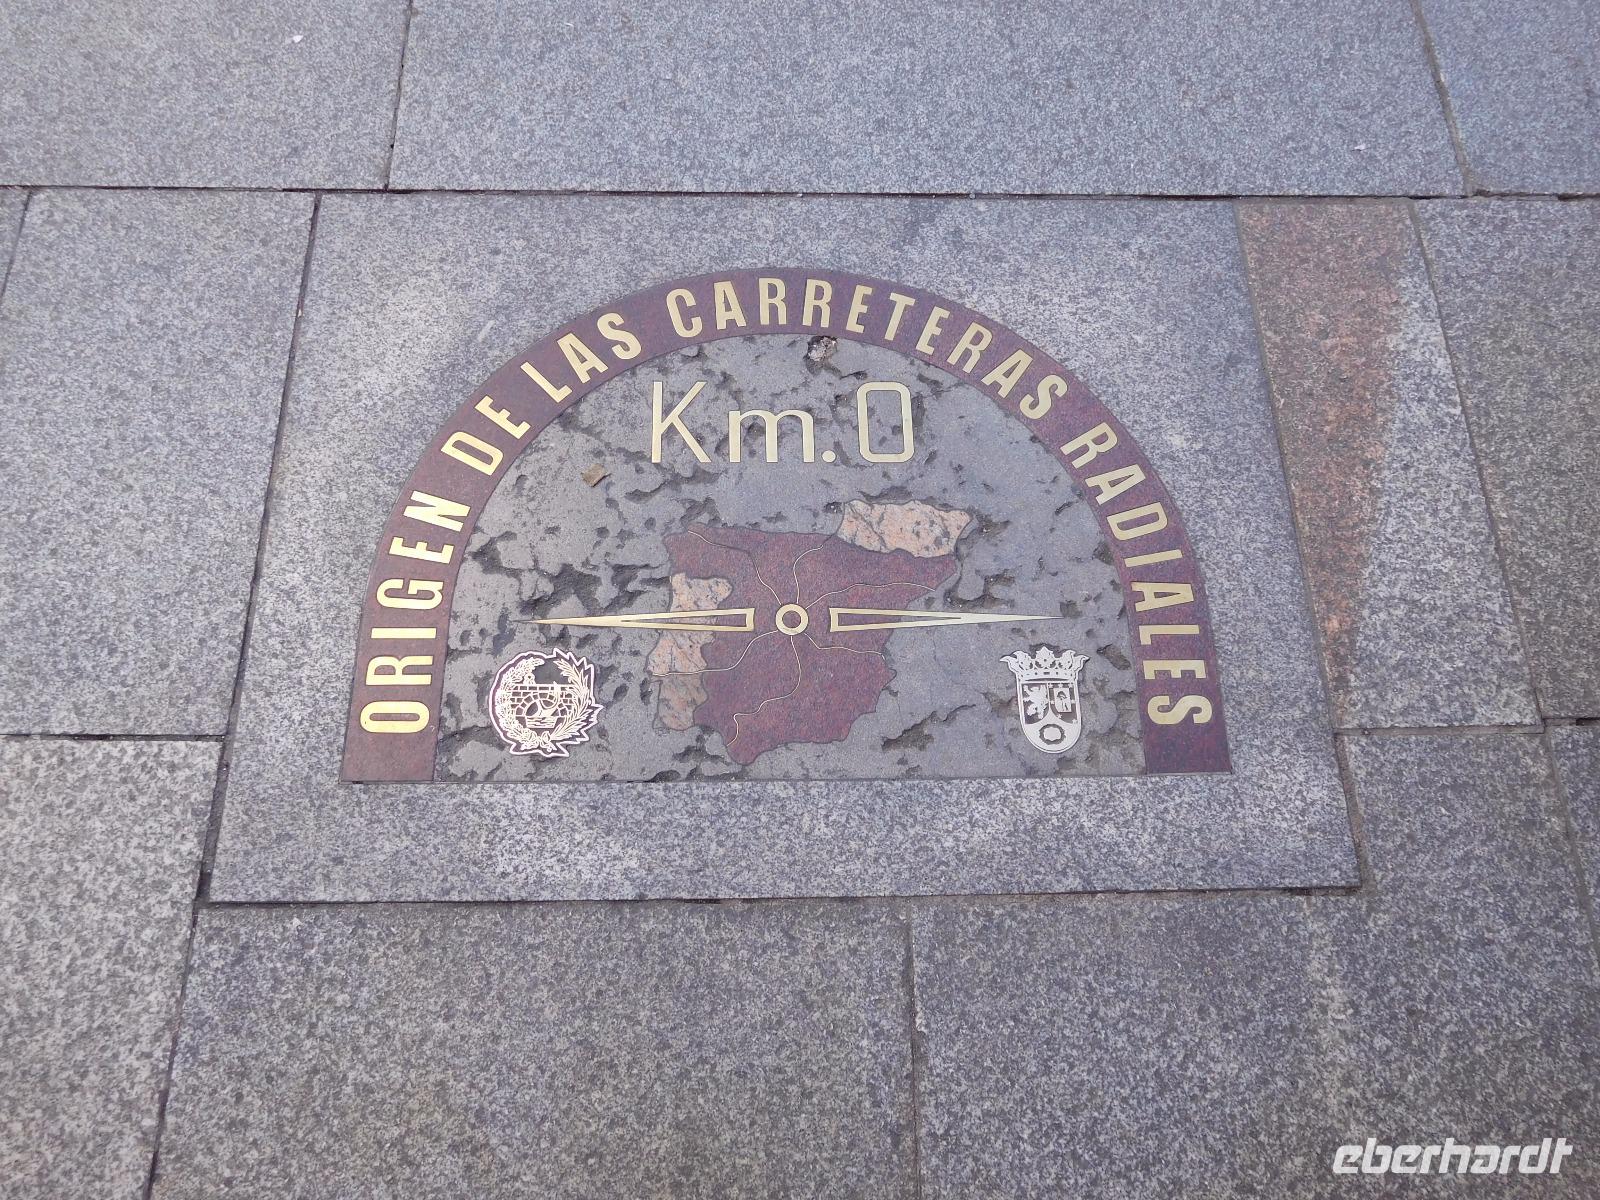 ORIGEN DE LAS CARRETERAS RADIALES
Km.0
eberhardt